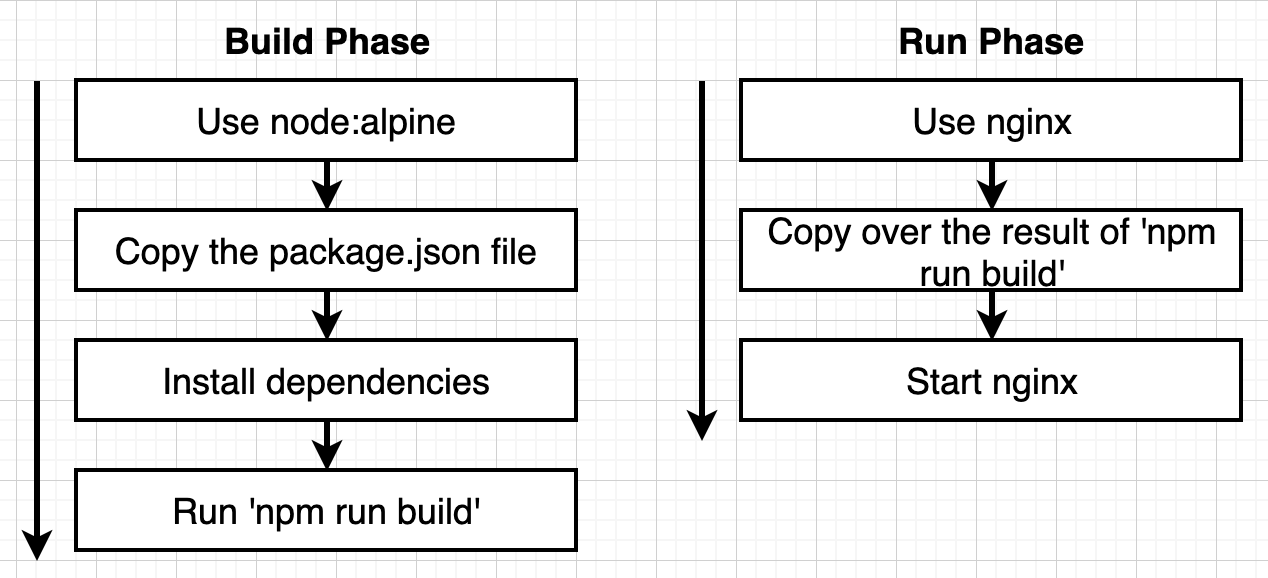 Build Phase
Use node:alpine
Copy the package.json file
Install dependencies
Run 'npm run build'
Run Phase
Use nginx
Copy over the result of 'npm
run build'
Start nginx